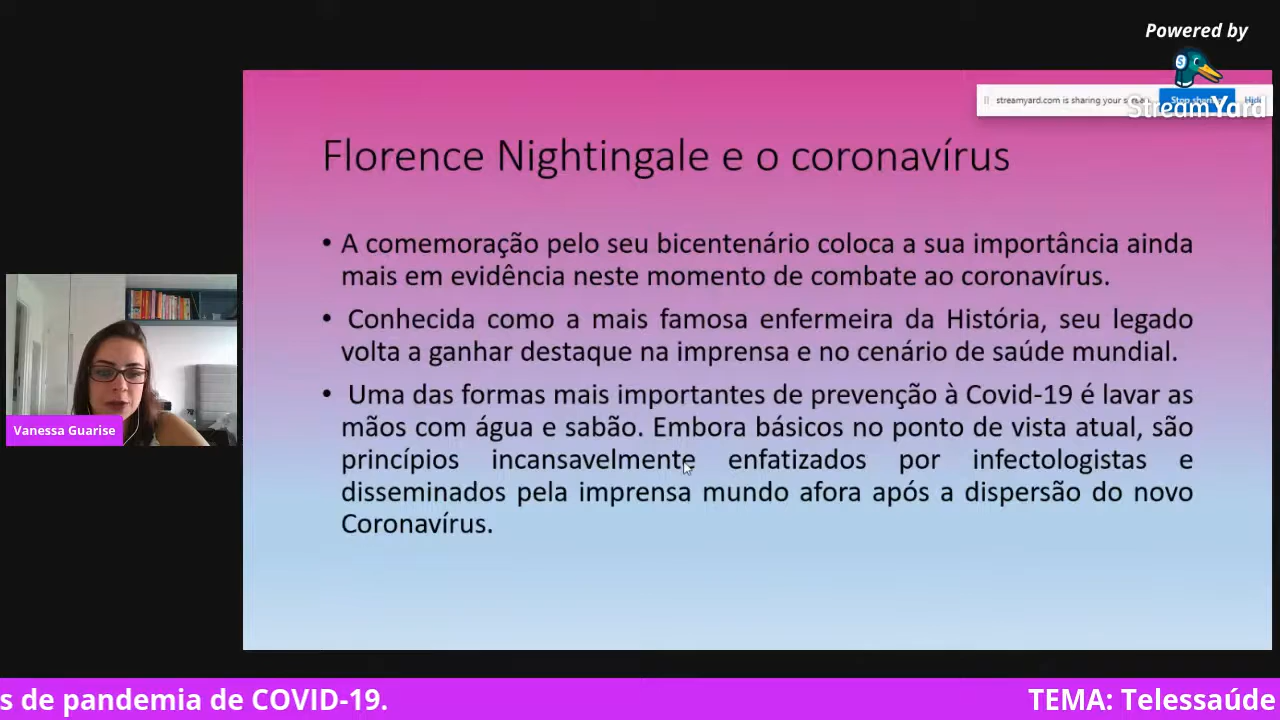 Powered by
StreamYard
streamyard.com is sharing your screen.
Stop sharing
Hide
Florence Nightingale e o coronavírus
• A comemoração pelo seu bicentenário coloca a sua importância ainda
mais em evidência neste momento de combate ao coronavírus.
• Conhecida como a mais famosa enfermeira da História, seu legado
volta a ganhar destaque na imprensa e no cenário de saúde mundial.
• Uma das formas mais importantes de prevenção à Covid-19 é lavar as
mãos com água e sabão. Embora básicos no ponto de vista atual, são
princípios incansavelmente enfatizados por infectologistas e
disseminados pela imprensa mundo afora após a dispersão do novo
Coronavírus.
Vanessa Guarise
s de pandemia de COVID-19.
TEMA: Telessaúde